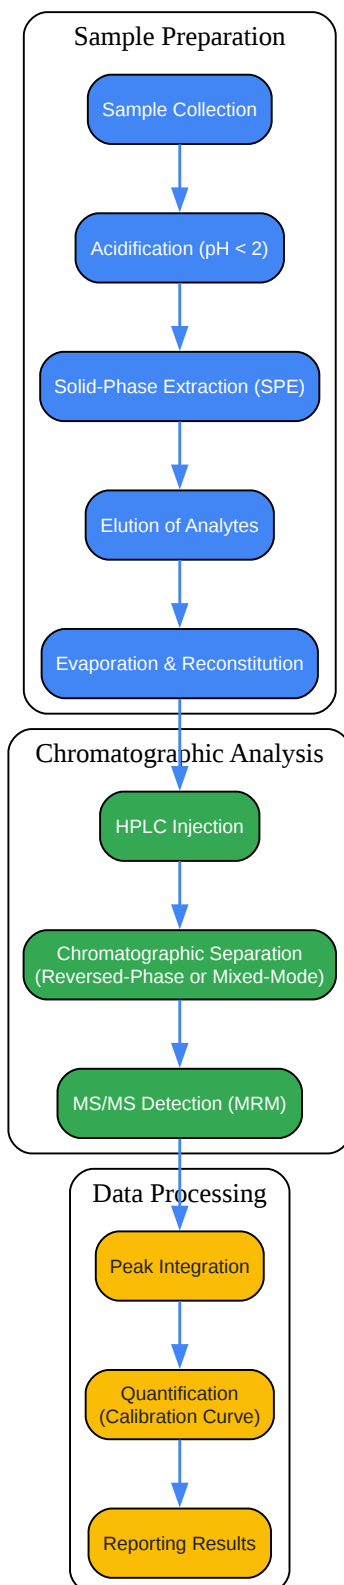 Sample Preparation
Sample Collection
Acidification (pH < 2)
Solid-Phase Extraction (SPE)
Elution of Analytes
Evaporation & Reconstitution
Chromatographic Analysis
HPLC Injection
Chromatographic Separation
(Reversed-Phase or Mixed-Mode)
MS/MS Detection (MRM)
Data Processing
Peak Integration
Quantification
(Calibration Curve)
Reporting Results